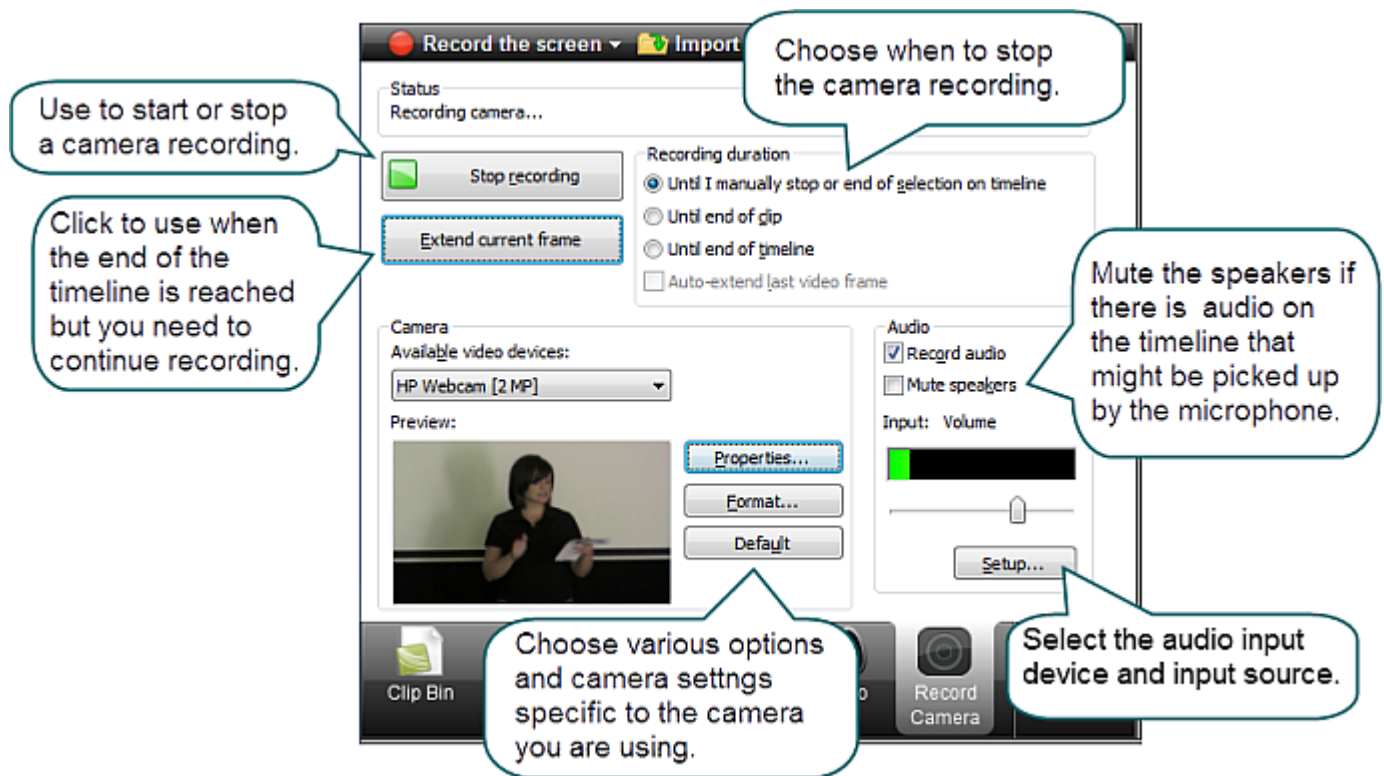 Record the screen
Import
Choose when to stop
the camera recording.
Status
Recording camera...
Use to start or stop
a camera recording.
Stop recording
Recording duration
Until I manually stop or end of selection on timeline
Until end of clip
Until end of timeline
Auto-extend last video frame
Click to use when
the end of the
timeline is reached
but you need to
continue recording.
Extend current frame
Mute the speakers if
there is audio on
the timeline that
might be picked up
by the microphone.
Camera
Available video devices:
HP Webcam [2 MP]
Preview:
Properties...
Format...
Default
Audio
Record audio
Mute speakers
Input: Volume
Setup...
Choose various options
and camera settngs
specific to the camera
you are using.
Select the audio input
device and input source.
Clip Bin
o
Record
Camera